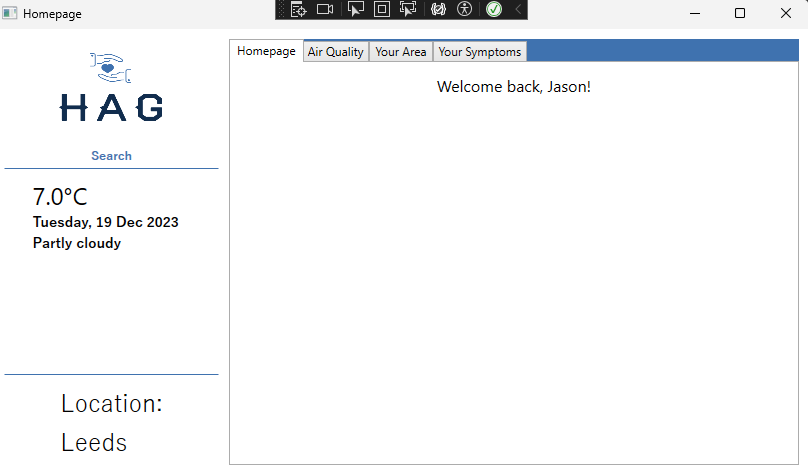 Homepage
Homepage Air Quality Your Area Your Symptoms
HAG
Search
7.0°C
Tuesday, 19 Dec 2023
Partly cloudy
Location:
Leeds
Welcome back, Jason!